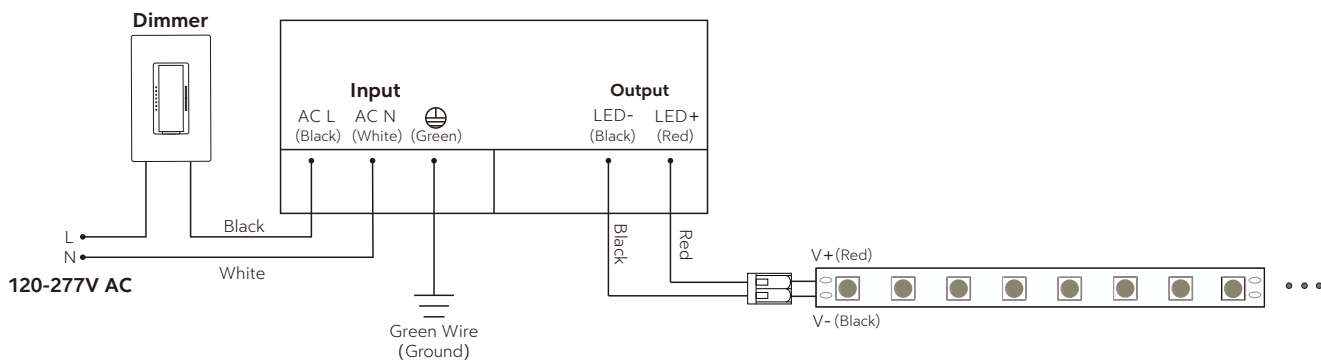 Dimmer
Input
Output
AC L
AC N
LED-
LED+
(Black)
(White)
(Green)
(Black)
(Red)
Black
White
L
N
120-277V AC
Black
Red
Green Wire
(Ground)
V+(Red)
V-(Black)